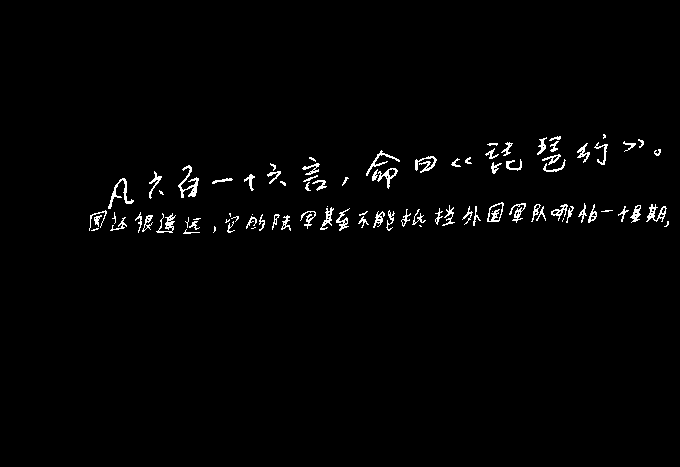 凡六百一十六言，命曰《琵琶行》。
国还很遥远，它的陆军甚至不能抵挡外国军队哪怕一个星期，